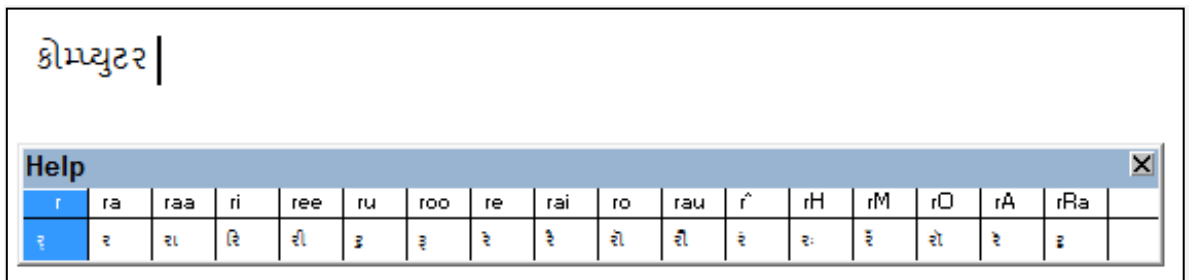 કોમ્પ્યુટર
Help
r ra raa ri ree ru roo re rai ro rau r̂ rH rM rO rA rRa
ર્ ર રા રિ રી રુ રૂ રે રૈ રો રૌ રં રઃ રઁ રૉ રૅ રૃ